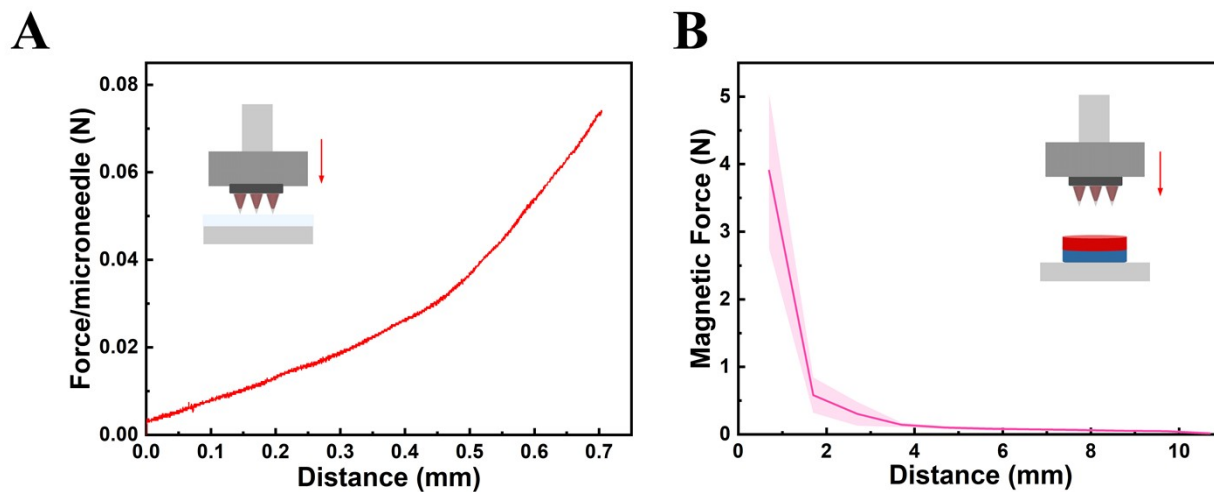 A
B
0.08
0.06
0.04
0.02
0.00
Force/microneedle (N)
0.0 0.1 0.2 0.3 0.4 0.5 0.6 0.7
Distance (mm)
5
4
3
2
1
0
0
Magnetic Force (N)
0 2 4 6 8 10
Distance (mm)